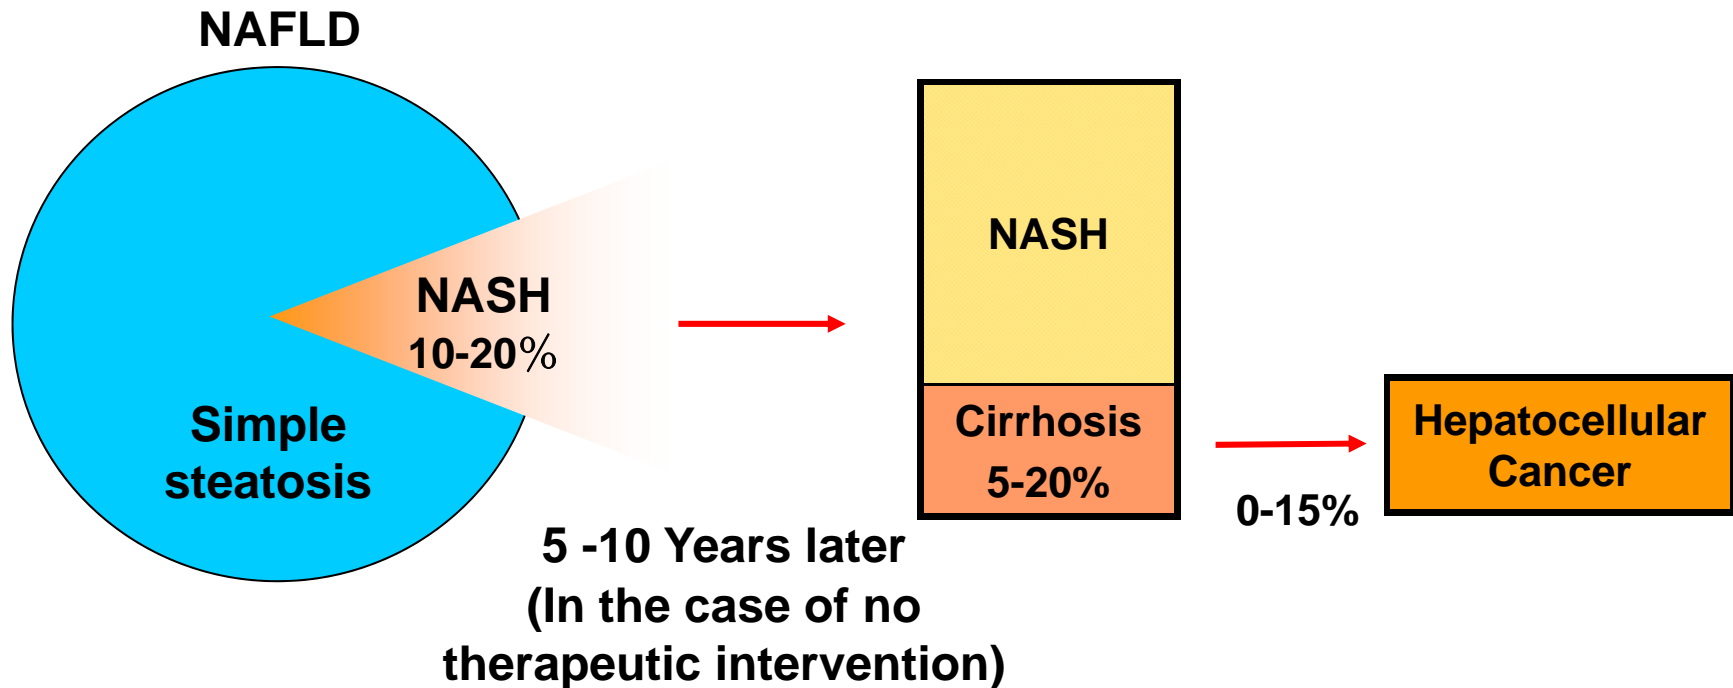 NAFLD
NASH
10-20%
Simple
steatosis
5 -10 Years later
(In the case of no
therapeutic intervention)
NASH
Cirrhosis
5-20%
0-15%
Hepatocellular
Cancer